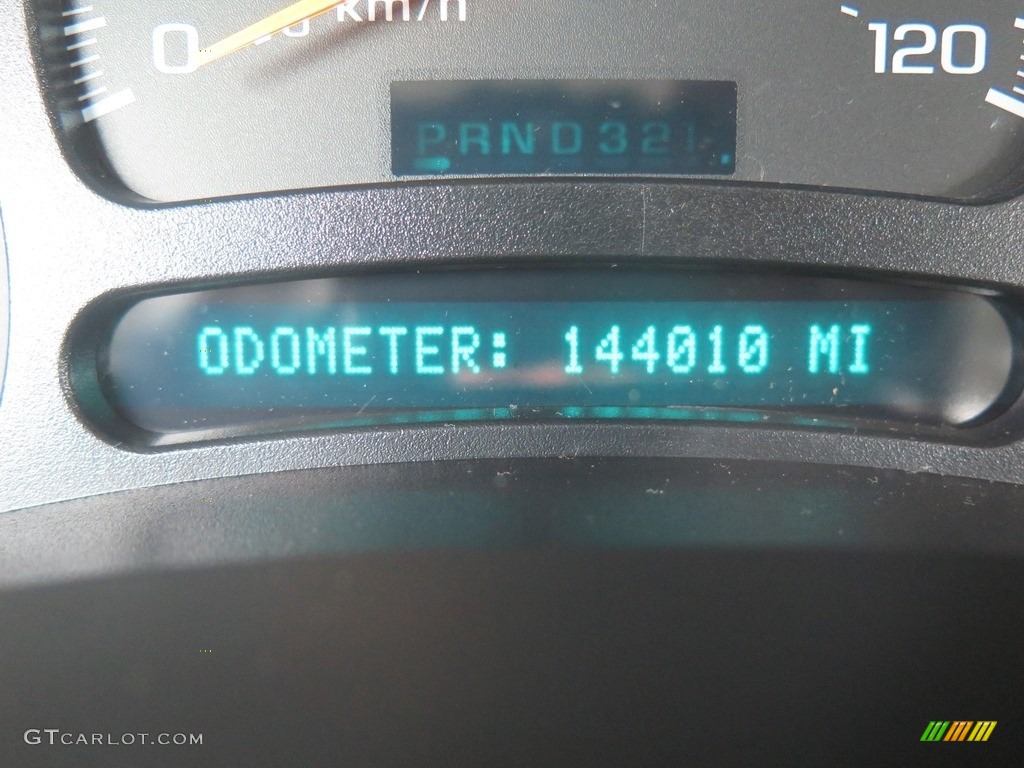 km/h
0
120
PRND321
ODOMETER: 144010 MI
GTCARLOT.COM